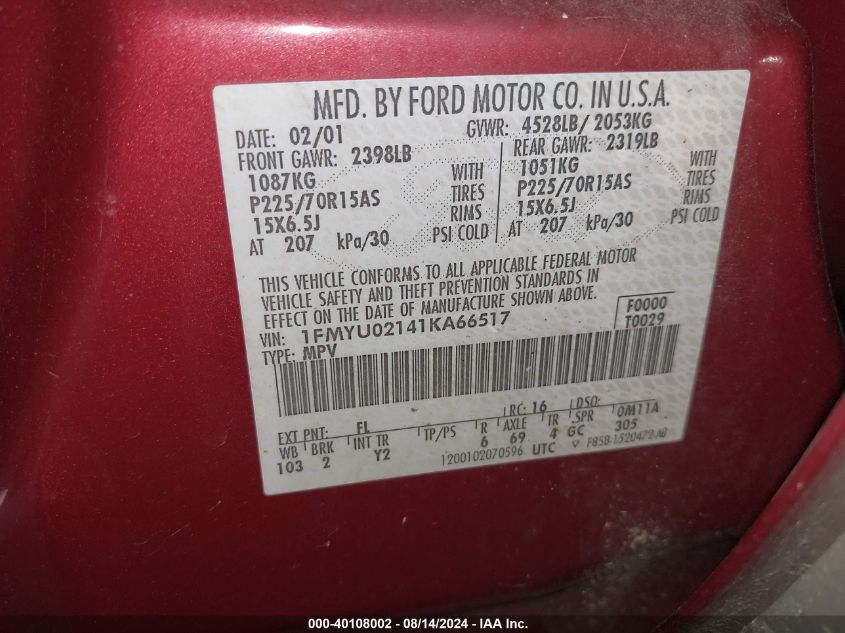 MFD. BY FORD MOTOR CO. IN U.S.A.
DATE: 02/01 GVWR: 4528LB/ 2053KG
FRONT GAWR: 2398LB REAR GAWR: 2319LB
1087KG WITH 1051KG WITH
P225/70R15AS TIRES P225/70R15AS TIRES
15X6.5J RIMS 15X6.5J RIMS
AT 207 kPa/30 PSI COLD AT 207 kPa/30 PSI COLD
THIS VEHICLE CONFORMS TO ALL APPLICABLE FEDERAL MOTOR
VEHICLE SAFETY AND THEFT PREVENTION STANDARDS IN
EFFECT ON THE DATE OF MANUFACTURE SHOWN ABOVE.
VIN: 1FMYU02141KA66517 F0000
TYPE: MPV T0029
EXT PNT: FL RC: 16 DSO: 0M11A
WB BRK INT TR TP/PS R AXLE TR SPR 305
103 2 Y2 6 69 4 GC
1200102070596 UTC F85B-1520472-AB
000-40108002 - 08/14/2024 - IAA Inc.